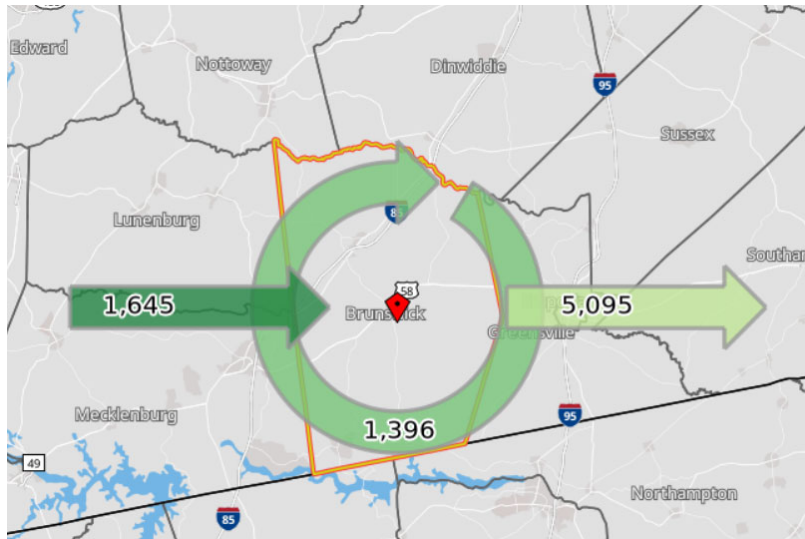 Edward
Nottoway
Dinwiddie
95
Sussex
Lunenburg
Southam
58
1,645
5,095
Brunswick
Greensville
Mecklenburg
1,396
95
49
Northampton
85